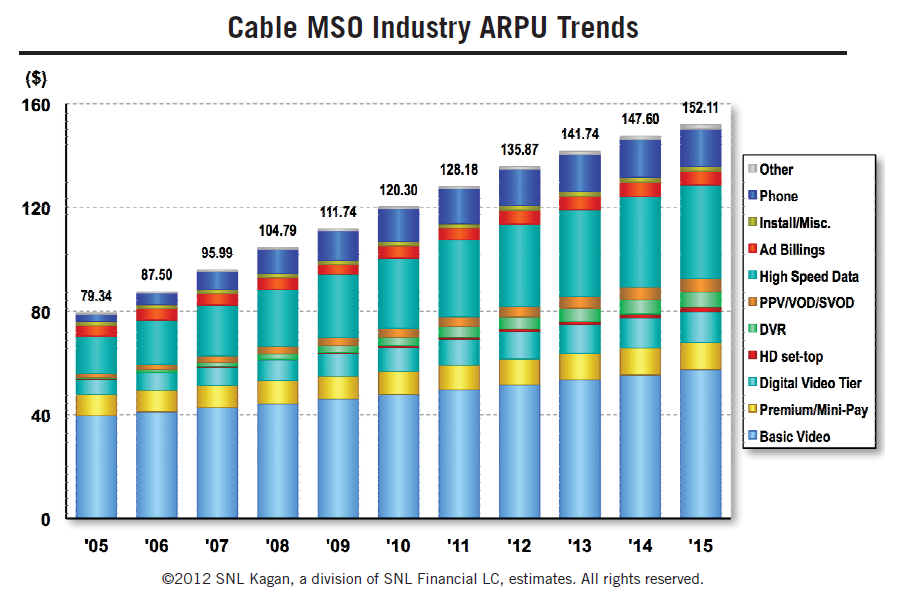 Cable MSO Industry ARPU Trends
($)
160
120
80
40
0
79.34
87.50
95.99
104.79
111.74
120.30
128.18
135.87
141.74
147.60
152.11
'05 '06 '07 '08 '09 '10 '11 '12 '13 '14 '15
Other
Phone
Install/Misc.
Ad Billings
High Speed Data
PPV/VOD/SVOD
DVR
HD set-top
Digital Video Tier
Premium/Mini-Pay
Basic Video
©2012 SNL Kagan, a division of SNL Financial LC, estimates. All rights reserved.